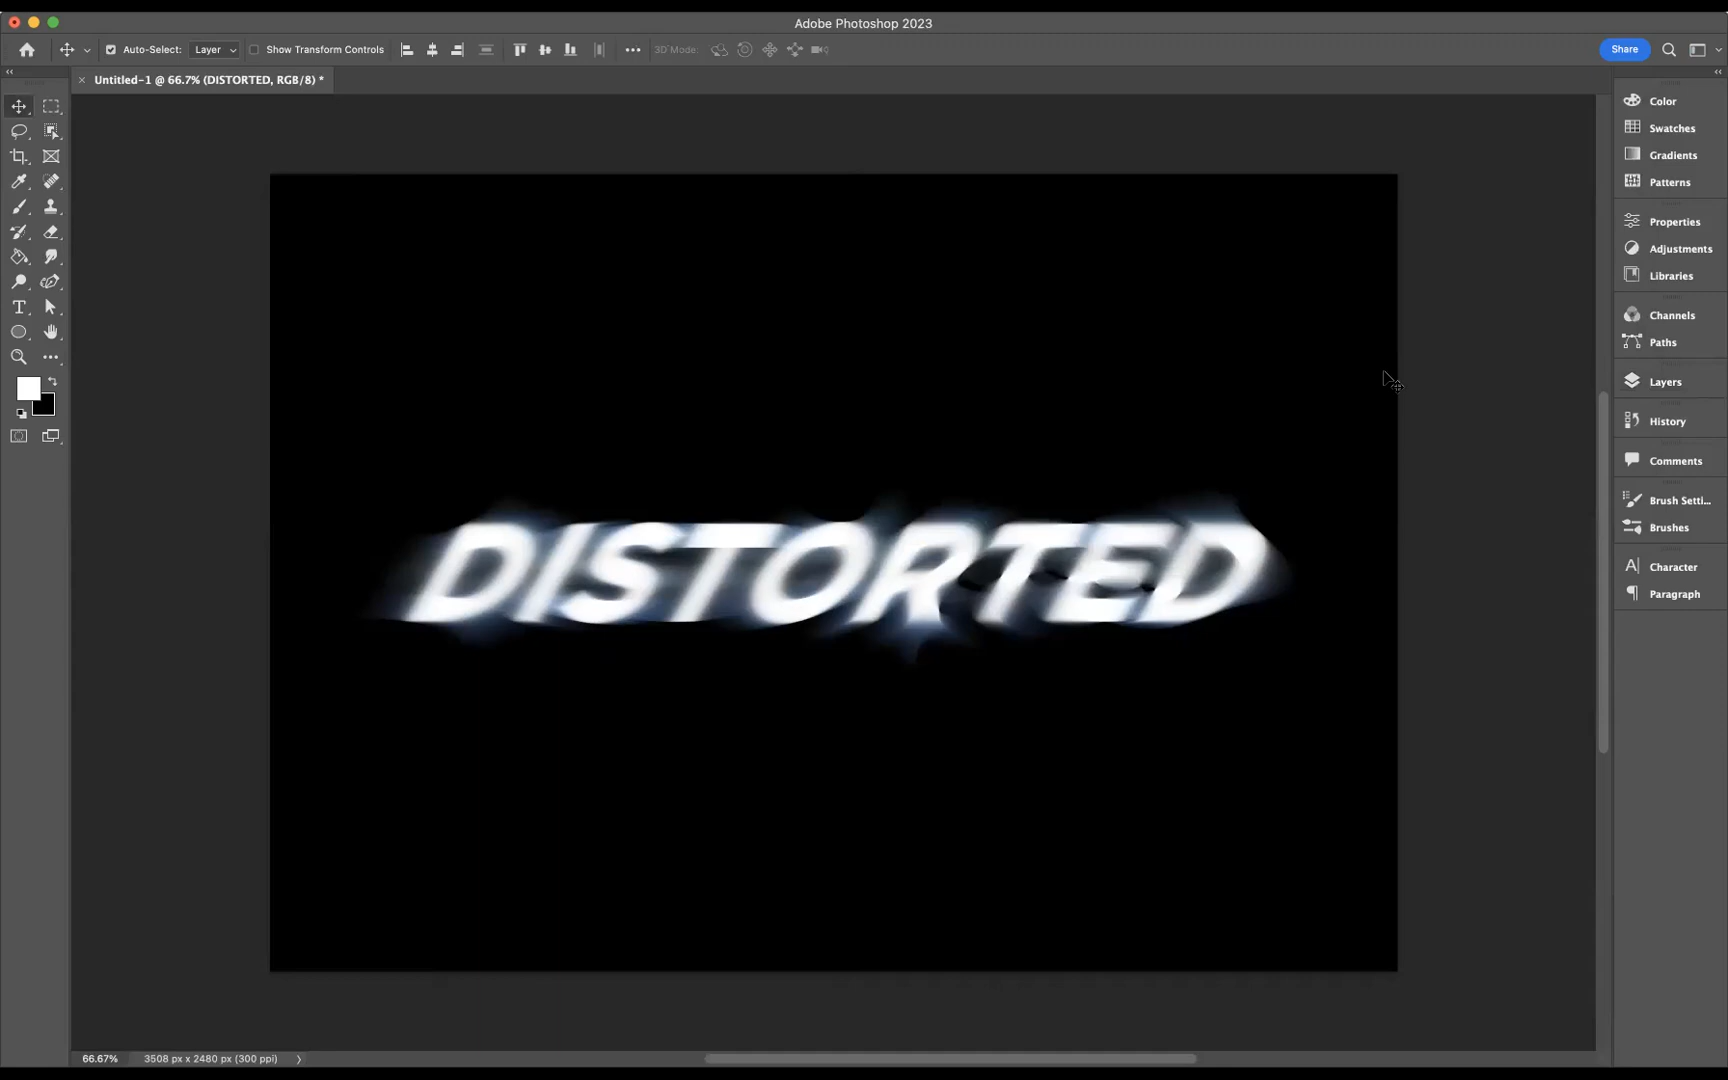 Adobe Photoshop 2023
Auto-Select:
Layer
Show Transform Controls
3D Mode:
Share
Untitled-1 @ 66.7% (DISTORTED, RGB/8) *
Color
Swatches
Gradients
Patterns
Properties
Adjustments
Libraries
Channels
Paths
Layers
History
Comments
Brush Setti...
Brushes
Character
Paragraph
DISTORTED
66.67%
3508 px x 2480 px (300 ppi)